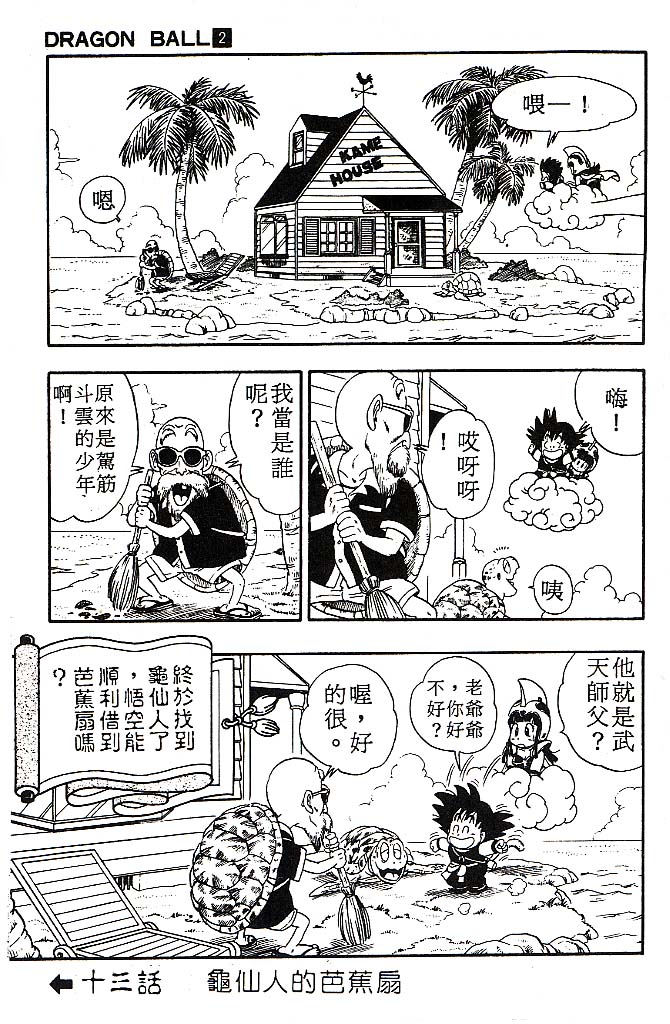 DRAGON BALL 2
喂一！
KAME
HOUSE
嗯
嗨！
哎呀呀
！
咦
我當是誰
呢？
原來是駕筋
斗雲的少年
啊！
他就是武
天師父？
老爺爺
，你好
不好？
喔，好
的很。
終於找到
龜仙人了
，悟空能
順利借到
芭蕉扇嗎
？
十三話 龜仙人的芭蕉扇